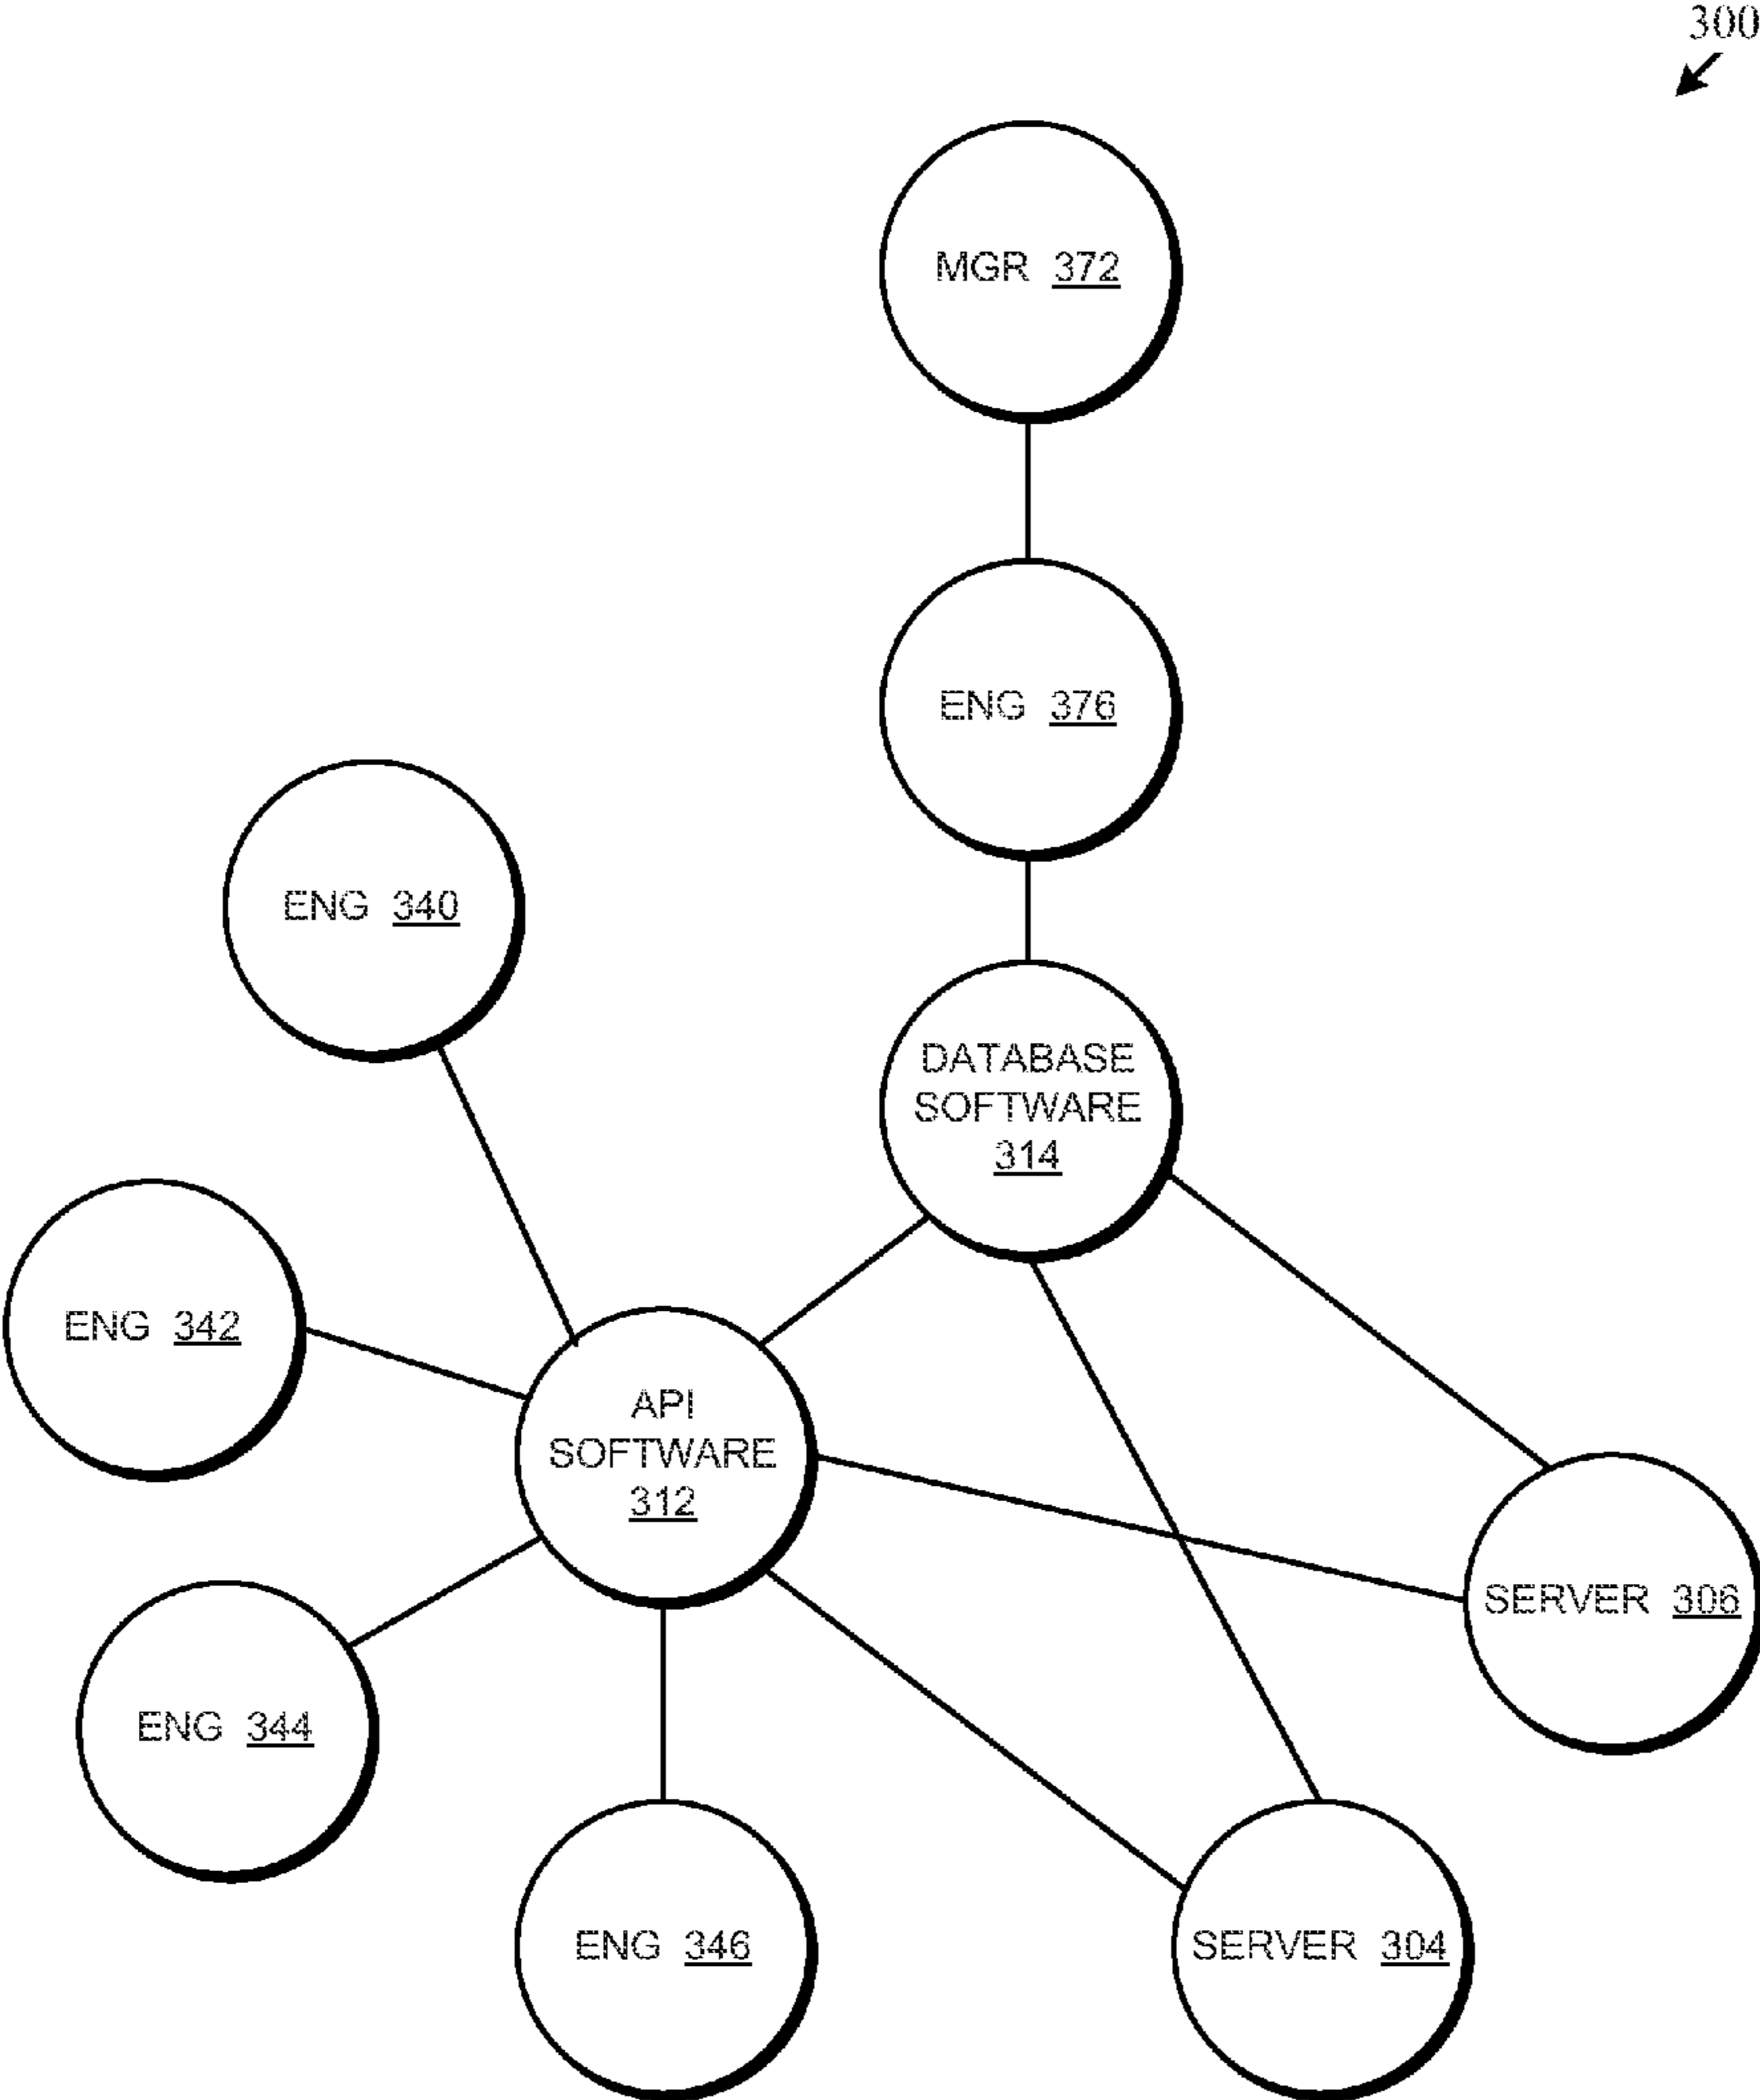 300
MGR 372
ENG 376
ENG 340
DATABASE
SOFTWARE
314
ENG 342
API
SOFTWARE
312
SERVER 306
ENG 344
ENG 346
SERVER 304